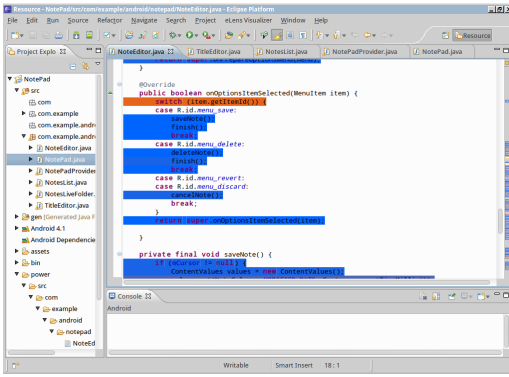 Resource - NotePad/src/com/example/android/notepad/NoteEditor.java - Eclipse Platform
File Edit Run Source Refactor Navigate Search Project eLens Visualizer Window Help
Resource
Project Explo
NoteEditor.java
TitleEditor.java
NotesList.java
NotePadProvider.java
NotePad.java
NotePad
src
com
com.example
com.example.andr
com.example.andro
NoteEditor.java
NotePad.java
NotePadProvider
NotesList.java
NotesLiveFolder.
TitleEditor.java
gen [Generated Java F
Android 4.1
Android Dependencie
assets
bin
power
src
com
example
android
notepad
NoteEd
}
@Override
public boolean onOptionsItemSelected(MenuItem item) {
switch (item.getItemId()) {
case R.id.menu_save:
saveNote();
finish();
break;
case R.id.menu_delete:
deleteNote();
finish();
break;
case R.id.menu_revert:
case R.id.menu_discard:
cancelNote();
break;
}
return super.onOptionsItemSelected(item);
}
private final void saveNote() {
if (mCursor != null) {
ContentValues values = new ContentValues();
Console
Android
Writable
Smart Insert
18 : 1